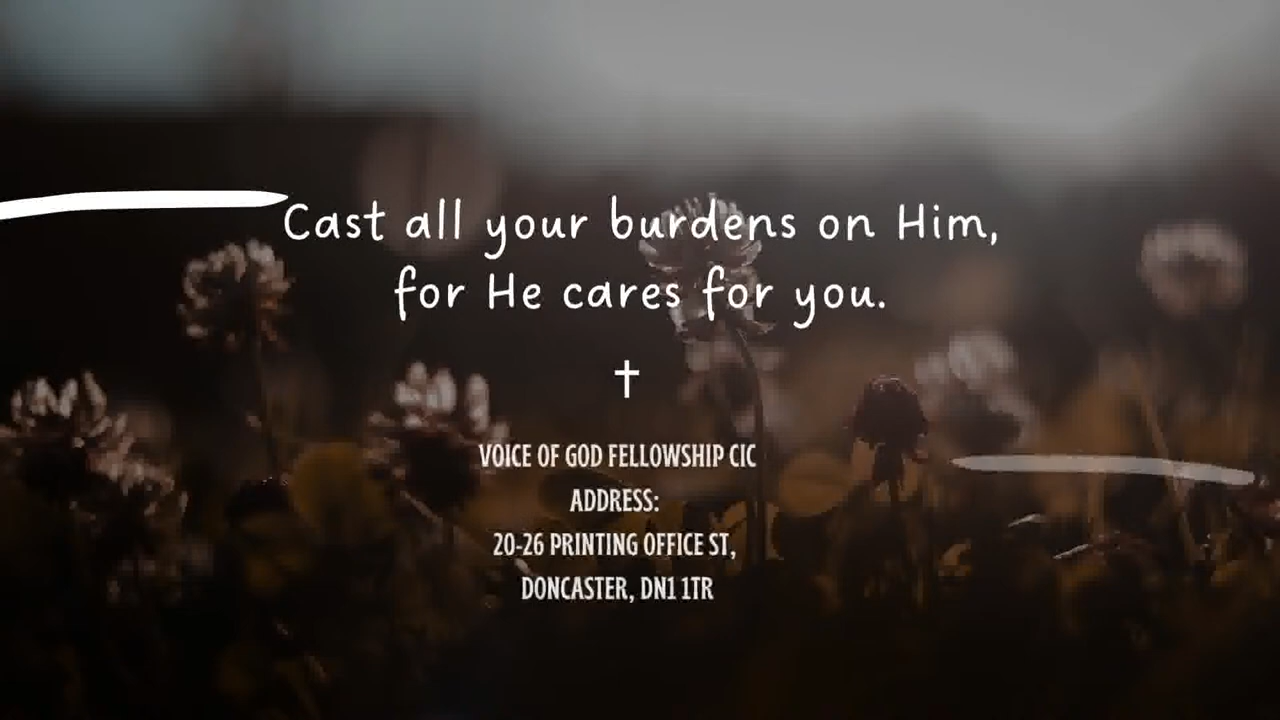 Cast all your burdens on Him,
for He cares for you.
VOICE OF GOD FELLOWSHIP CIC
ADDRESS:
20-26 PRINTING OFFICE ST,
DONCASTER, DN1 1TR